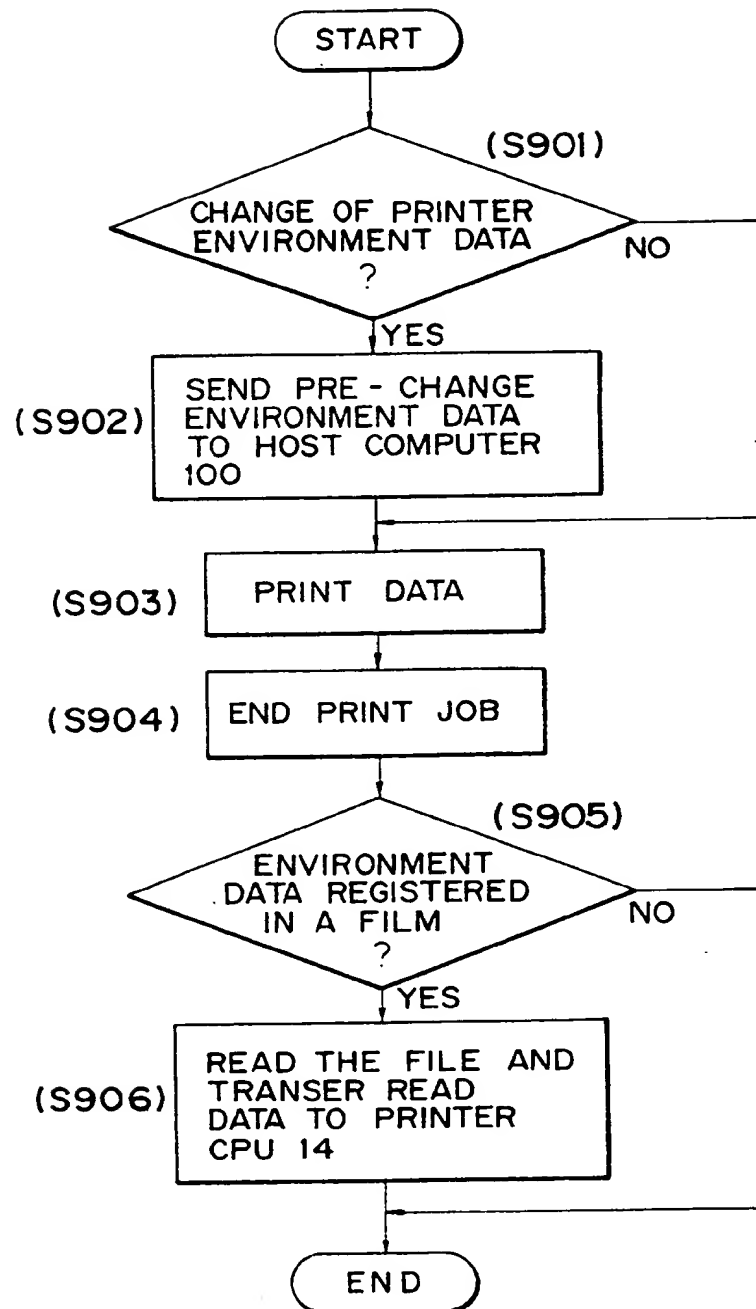 START
(S901)
CHANGE OF PRINTER
ENVIRONMENT DATA
?
NO
YES
(S902)
SEND PRE - CHANGE
ENVIRONMENT DATA
TO HOST COMPUTER
100
(S903)
PRINT DATA
(S904)
END PRINT JOB
(S905)
ENVIRONMENT
DATA REGISTERED
IN A FILM
?
NO
YES
(S906)
READ THE FILE AND
TRANSER READ
DATA TO PRINTER
CPU 14
END